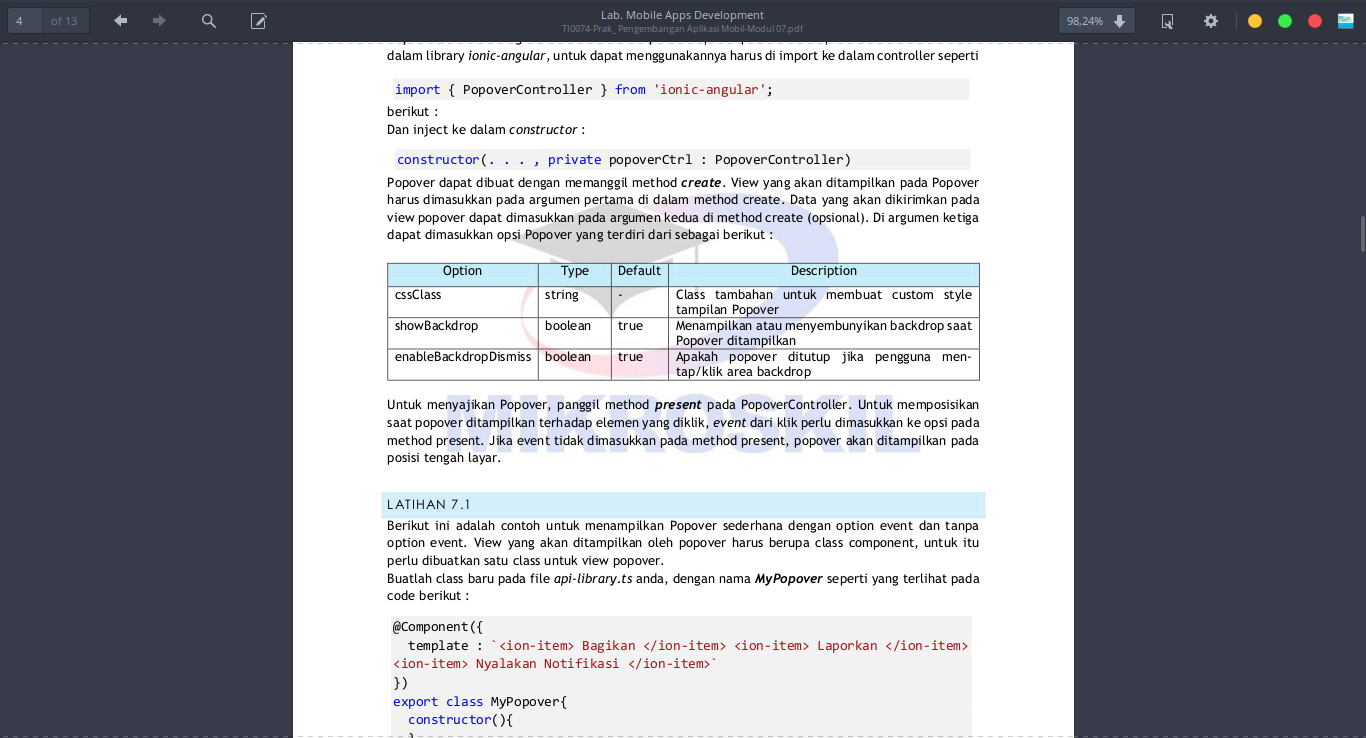 4 of 13
Lab. Mobile Apps Development
TI0074-Prak_ Pengembangan Aplikasi Mobil-Modul 07.pdf
98,24%
dalam library ionic-angular, untuk dapat menggunakannya harus di import ke dalam controller seperti
import { PopoverController } from 'ionic-angular';
berikut :
Dan inject ke dalam constructor :
constructor(. . . , private popoverCtrl : PopoverController)
Popover dapat dibuat dengan memanggil method create. View yang akan ditampilkan pada Popover
harus dimasukkan pada argumen pertama di dalam method create. Data yang akan dikirimkan pada
view popover dapat dimasukkan pada argumen kedua di method create (opsional). Di argumen ketiga
dapat dimasukkan opsi Popover yang terdiri dari sebagai berikut :
Option Type Default Description
cssClass string - Class tambahan untuk membuat custom style
tampilan Popover
showBackdrop boolean true Menampilkan atau menyembunyikan backdrop saat
Popover ditampilkan
enableBackdropDismiss boolean true Apakah popover ditutup jika pengguna men-
tap/klik area backdrop
MIKROSKIL
Untuk menyajikan Popover, panggil method present pada PopoverController. Untuk memposisikan
saat popover ditampilkan terhadap elemen yang diklik, event dari klik perlu dimasukkan ke opsi pada
method present. Jika event tidak dimasukkan pada method present, popover akan ditampilkan pada
posisi tengah layar.
LATIHAN 7.1
Berikut ini adalah contoh untuk menampilkan Popover sederhana dengan option event dan tanpa
option event. View yang akan ditampilkan oleh popover harus berupa class component, untuk itu
perlu dibuatkan satu class untuk view popover.
Buatlah class baru pada file api-library.ts anda, dengan nama MyPopover seperti yang terlihat pada
code berikut :
@Component({
template : `<ion-item> Bagikan </ion-item> <ion-item> Laporkan </ion-item>
<ion-item> Nyalakan Notifikasi </ion-item>`
})
export class MyPopover{
constructor(){